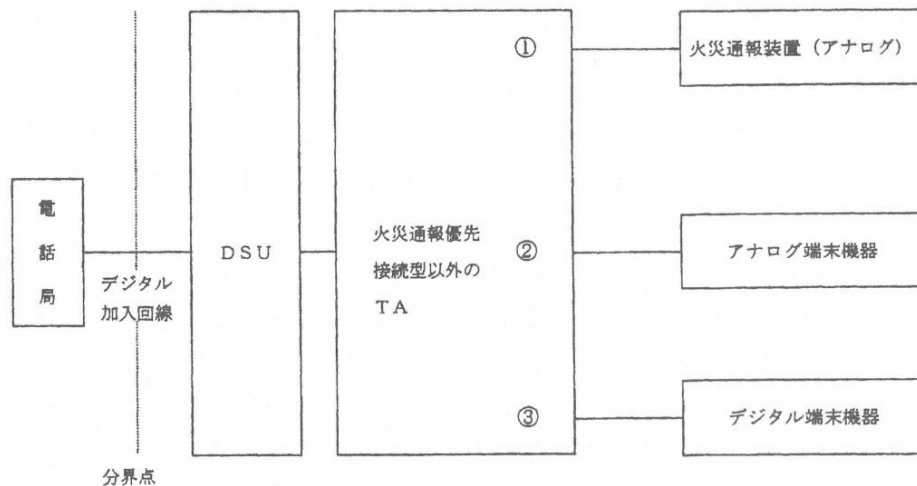 電話局
デジタル
加入回線
分界点
DSU
火災通報優先
接続型以外の
TA
①
②
③
火災通報装置(アナログ)
アナログ端末機器
デジタル端末機器